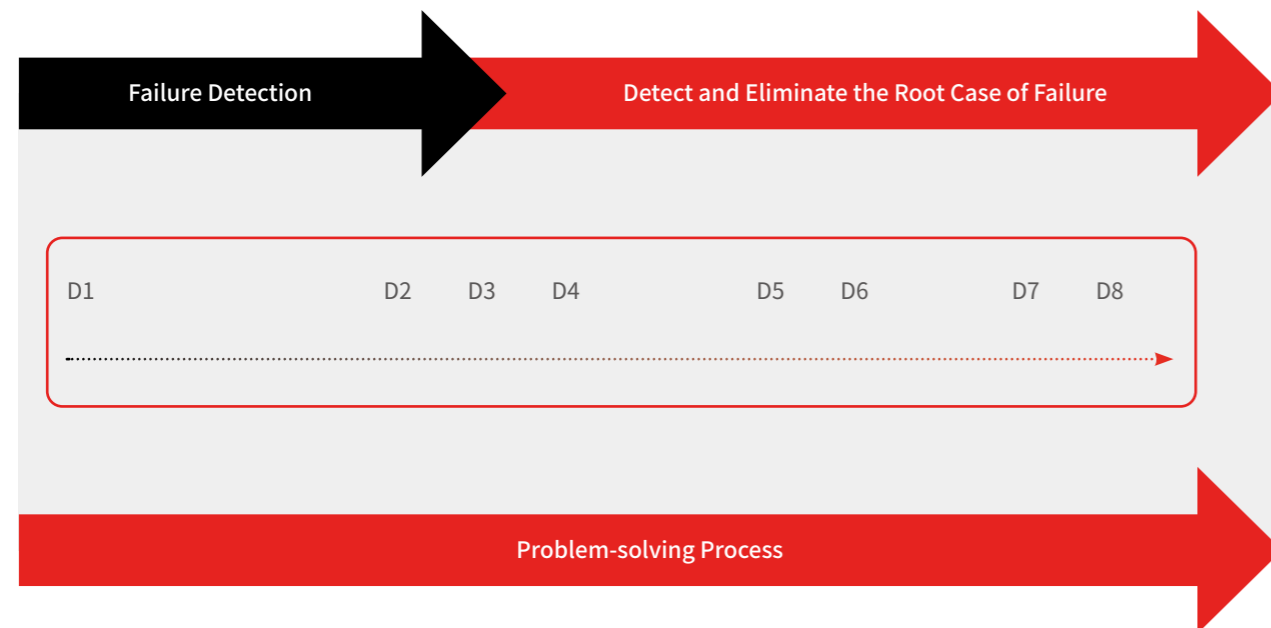 Failure Detection
Detect and Eliminate the Root Case of Failure
D1 D2 D3 D4 D5 D6 D7 D8
Problem-solving Process